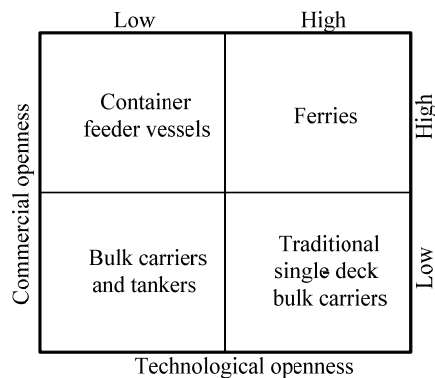 Low High
Container
feeder vessels
Ferries
High
Commercial openness
Bulk carriers
and tankers
Traditional
single deck
bulk carriers
Low
Technological openness